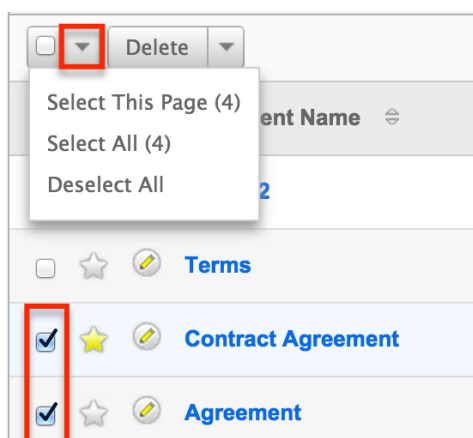 Delete
Select This Page (4)
Select All (4)
Deselect All
ent Name
2
Terms
Contract Agreement
Agreement